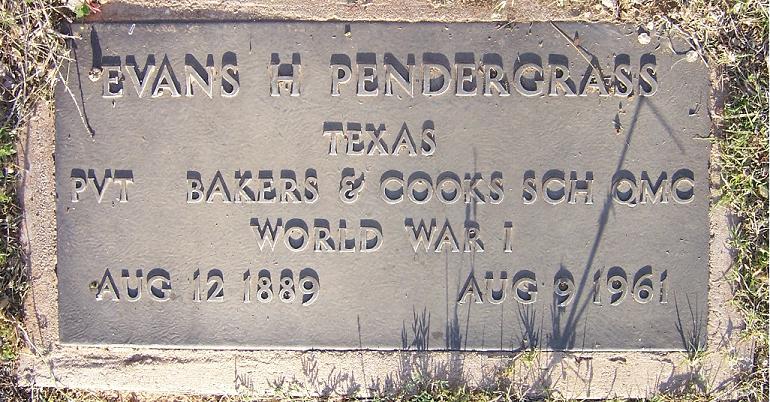 EVANS H PENDERGRASS
TEXAS
PVT BAKERS & COOKS SCH QMC
WORLD WAR I
AUG 12 1889 AUG 9 1961